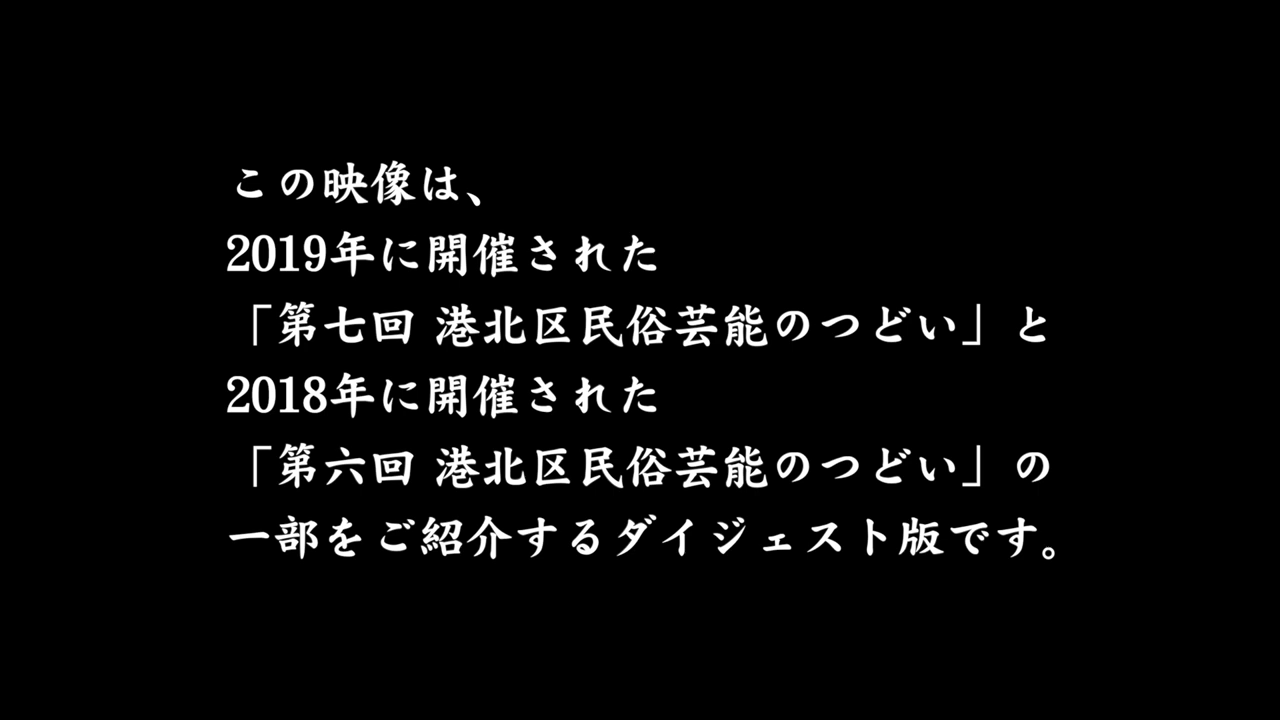 この映像は、
2019年に開催された
「第七回 港北区民俗芸能のつどい」と
2018年に開催された
「第六回 港北区民俗芸能のつどい」の
一部をご紹介するダイジェスト版です。